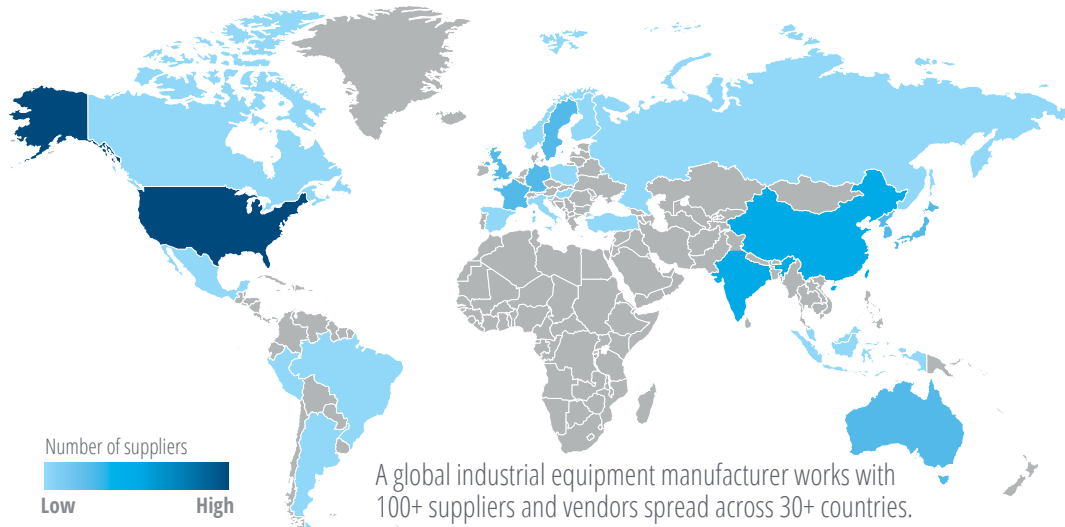 Number of suppliers
Low High
A global industrial equipment manufacturer works with
100+ suppliers and vendors spread across 30+ countries.